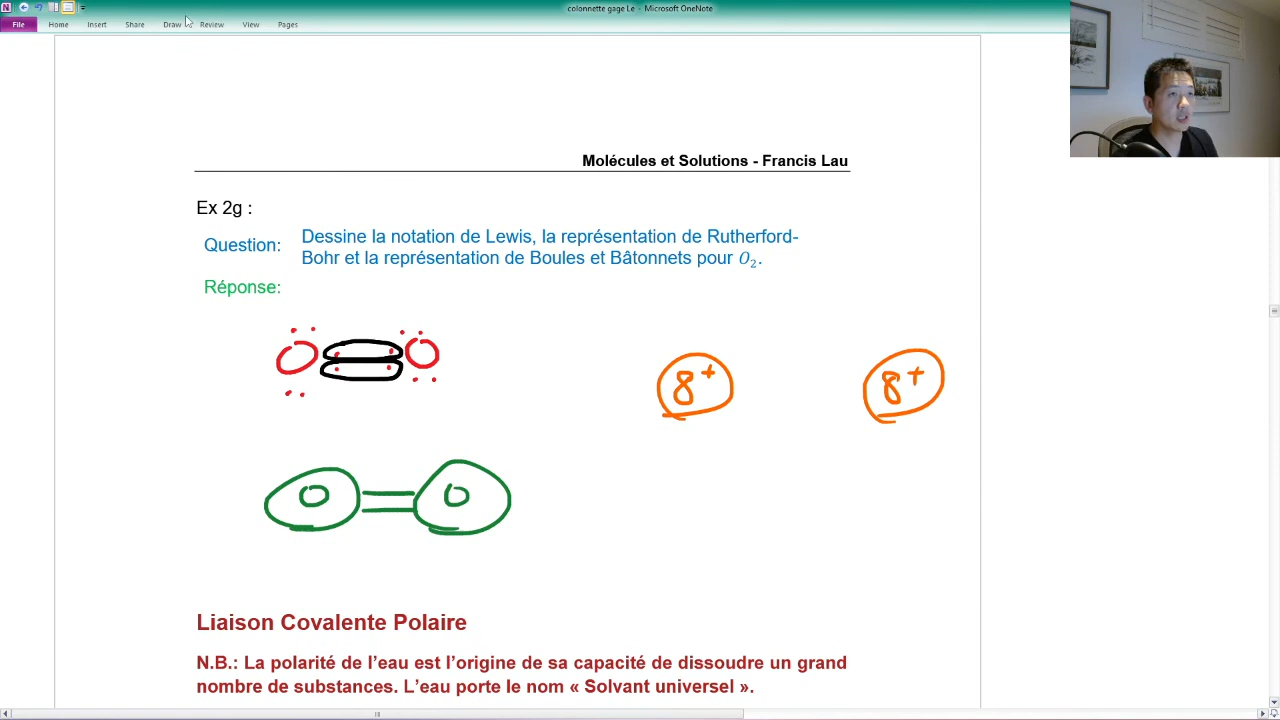 colonnette gage Le - Microsoft OneNote
File Home Insert Share Draw Review View Pages
Molécules et Solutions - Francis Lau
Ex 2g :
Question: Dessine la notation de Lewis, la représentation de Rutherford-
Bohr et la représentation de Boules et Bâtonnets pour O₂.
Réponse:
O O
8+ 8+
O O
Liaison Covalente Polaire
N.B.: La polarité de l'eau est l'origine de sa capacité de dissoudre un grand
nombre de substances. L'eau porte le nom « Solvant universel ».